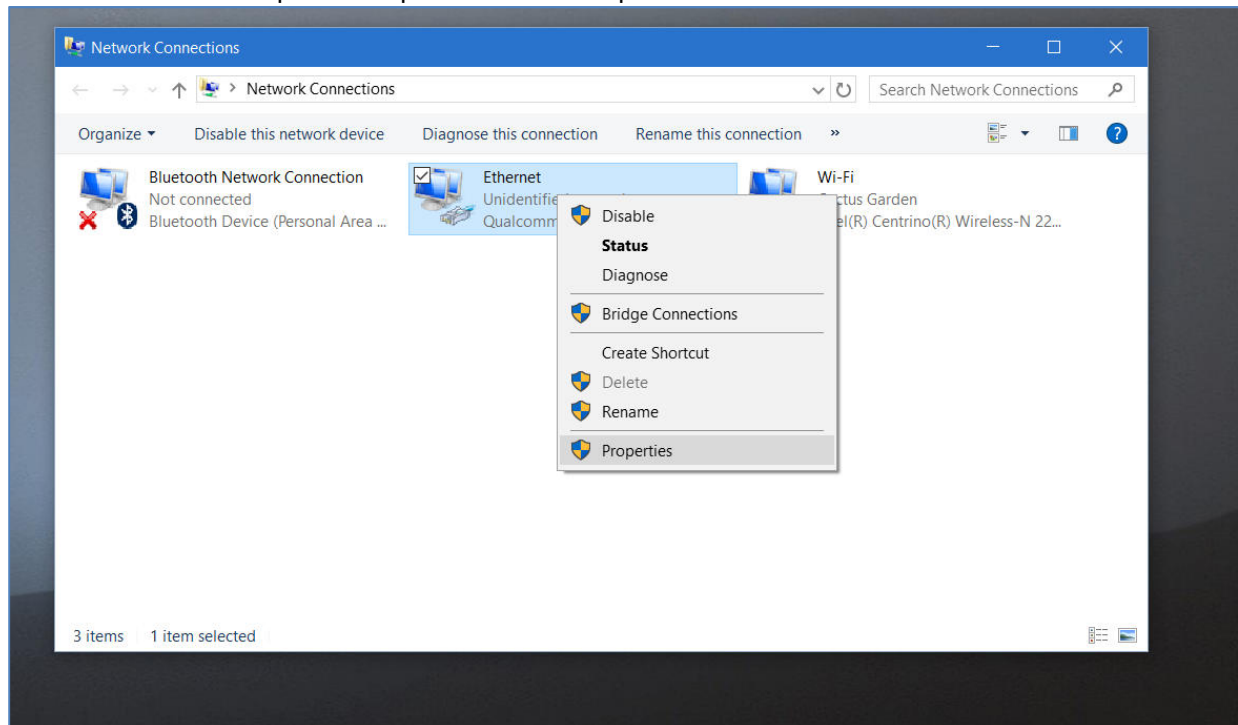 Network Connections
Network Connections
Search Network Connections
Organize Disable this network device Diagnose this connection Rename this connection »
Bluetooth Network Connection
Not connected
Bluetooth Device (Personal Area ...
Ethernet
Qualcomm
Wi-Fi
Garden
Centrino(R) Wireless-N 22...
Disable
Status
Diagnose
Bridge Connections
Create Shortcut
Delete
Rename
Properties
3 items 1 item selected